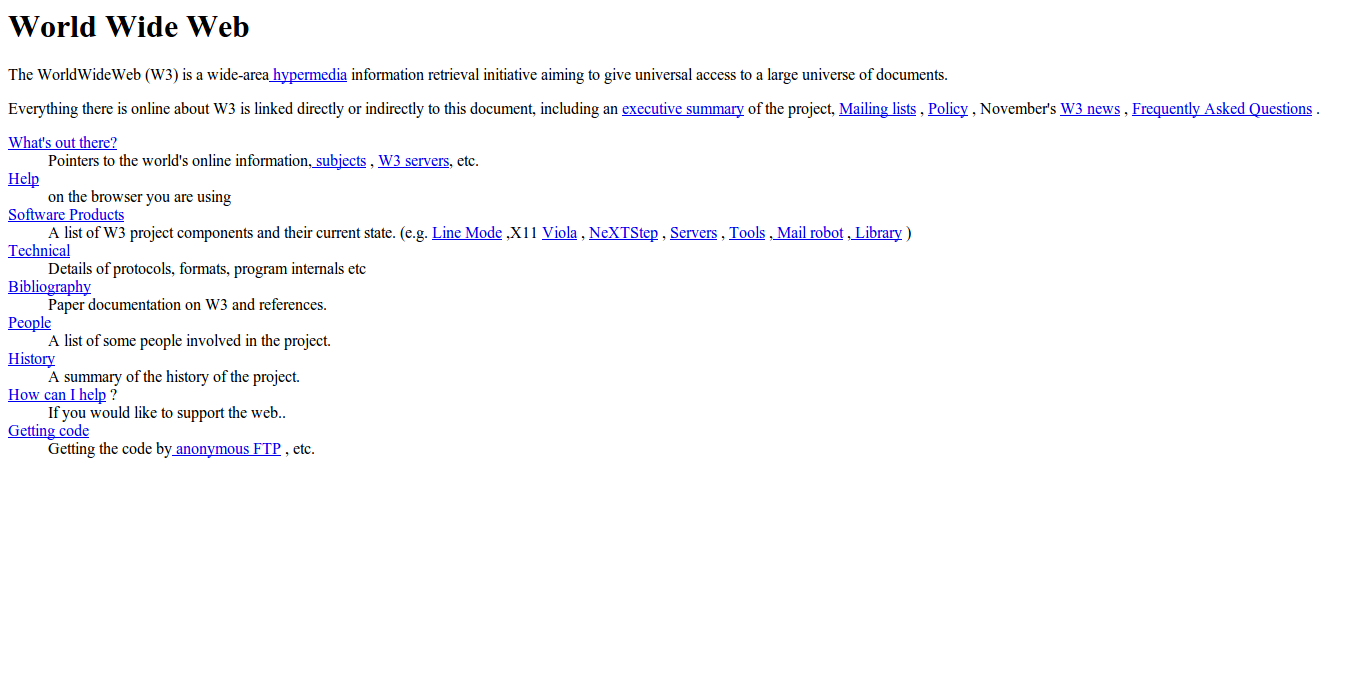 World Wide Web
The WorldWideWeb (W3) is a wide-area hypermedia information retrieval initiative aiming to give universal access to a large universe of documents.
Everything there is online about W3 is linked directly or indirectly to this document, including an executive summary of the project, Mailing lists , Policy , November's W3 news , Frequently Asked Questions .
What's out there?
Pointers to the world's online information, subjects , W3 servers, etc.
Help
on the browser you are using
Software Products
A list of W3 project components and their current state. (e.g. Line Mode ,X11 Viola , NeXTStep , Servers , Tools , Mail robot , Library )
Technical
Details of protocols, formats, program internals etc
Bibliography
Paper documentation on W3 and references.
People
A list of some people involved in the project.
History
A summary of the history of the project.
How can I help ?
If you would like to support the web..
Getting code
Getting the code by anonymous FTP , etc.